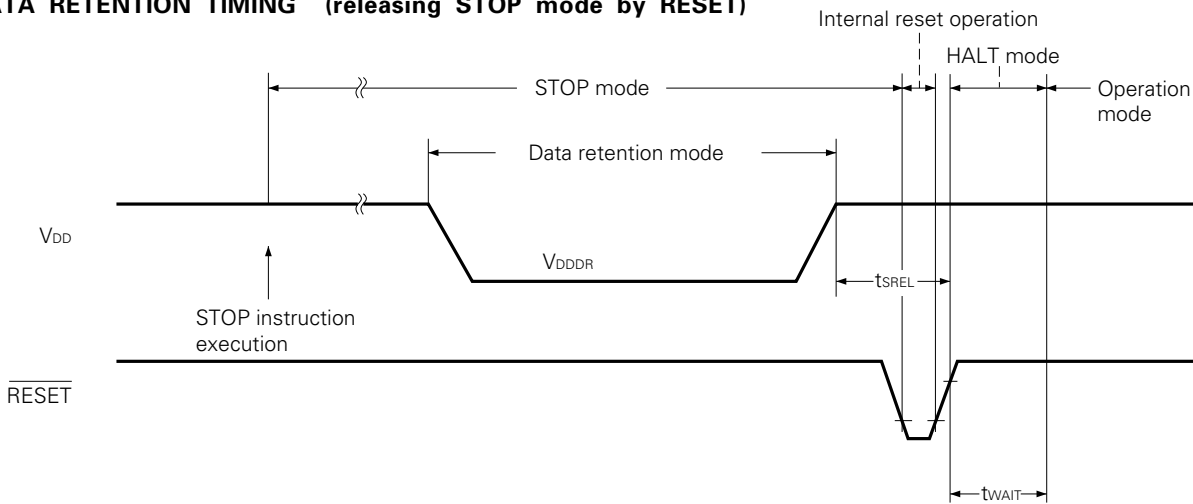 DATA RETENTION TIMING (releasing STOP mode by RESET)
Internal reset operation
HALT mode
STOP mode
Operation
mode
Data retention mode
VDD
VDDDR
tSREL
STOP instruction
execution
RESET
tWAIT